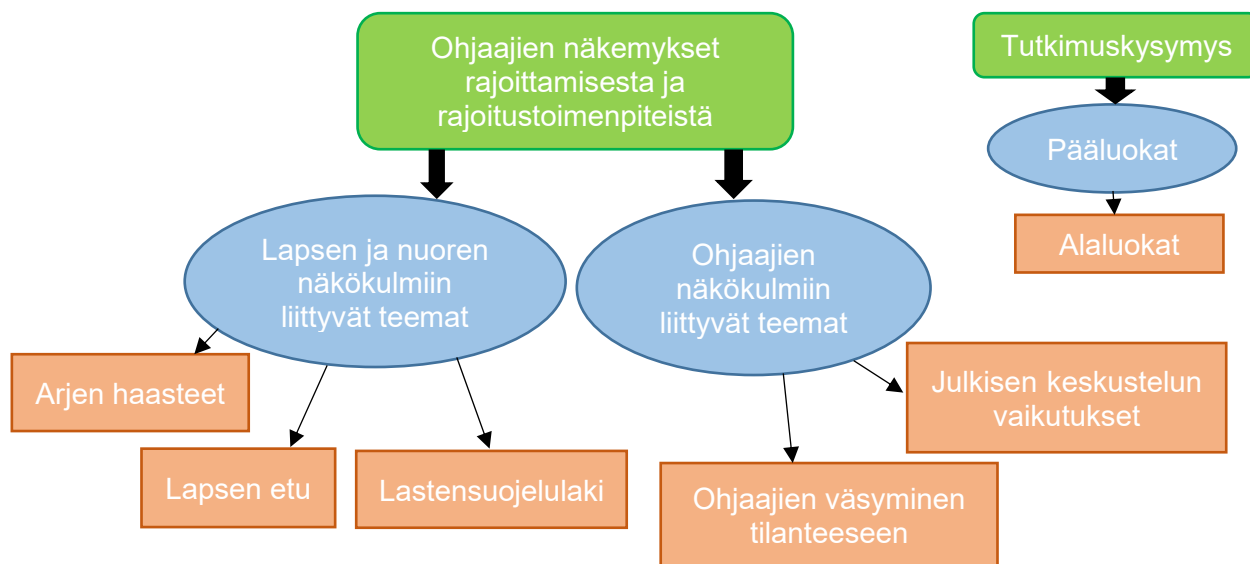 Ohjaajien näkemykset
rajoittamisesta ja
rajoitustoimenpiteistä
Tutkimuskysymys
Pääluokat
Alaluokat
Lapsen ja nuoren
näkökulmiin
liittyvät teemat
Ohjaajien
näkökulmiin
liittyvät teemat
Arjen haasteet
Lapsen etu
Lastensuojelulaki
Julkisen keskustelun
vaikutukset
Ohjaajien väsyminen
tilanteeseen